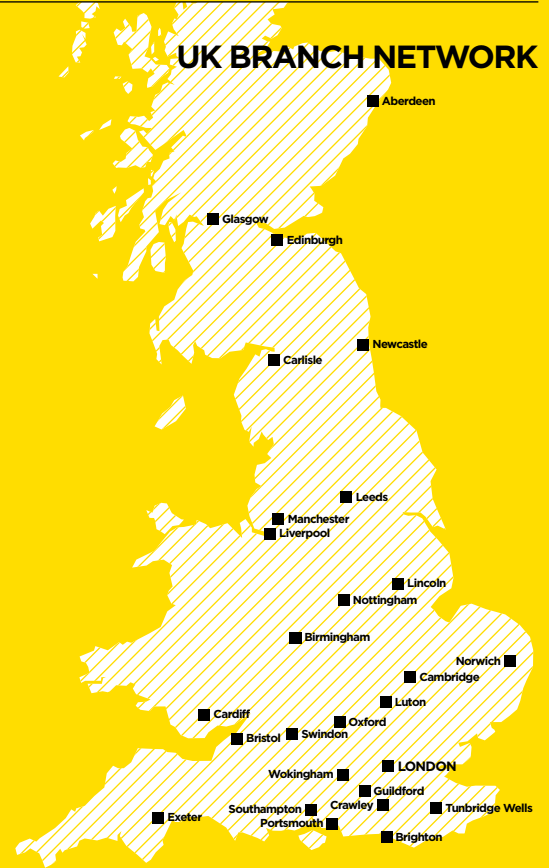 UK BRANCH NETWORK
Aberdeen
Glasgow
Edinburgh
Newcastle
Carlisle
Leeds
Manchester
Liverpool
Lincoln
Nottingham
Birmingham
Norwich
Cambridge
Luton
Cardiff
Oxford
Swindon
Bristol
LONDON
Wokingham
Guildford
Crawley
Tunbridge Wells
Southampton
Portsmouth
Exeter
Brighton